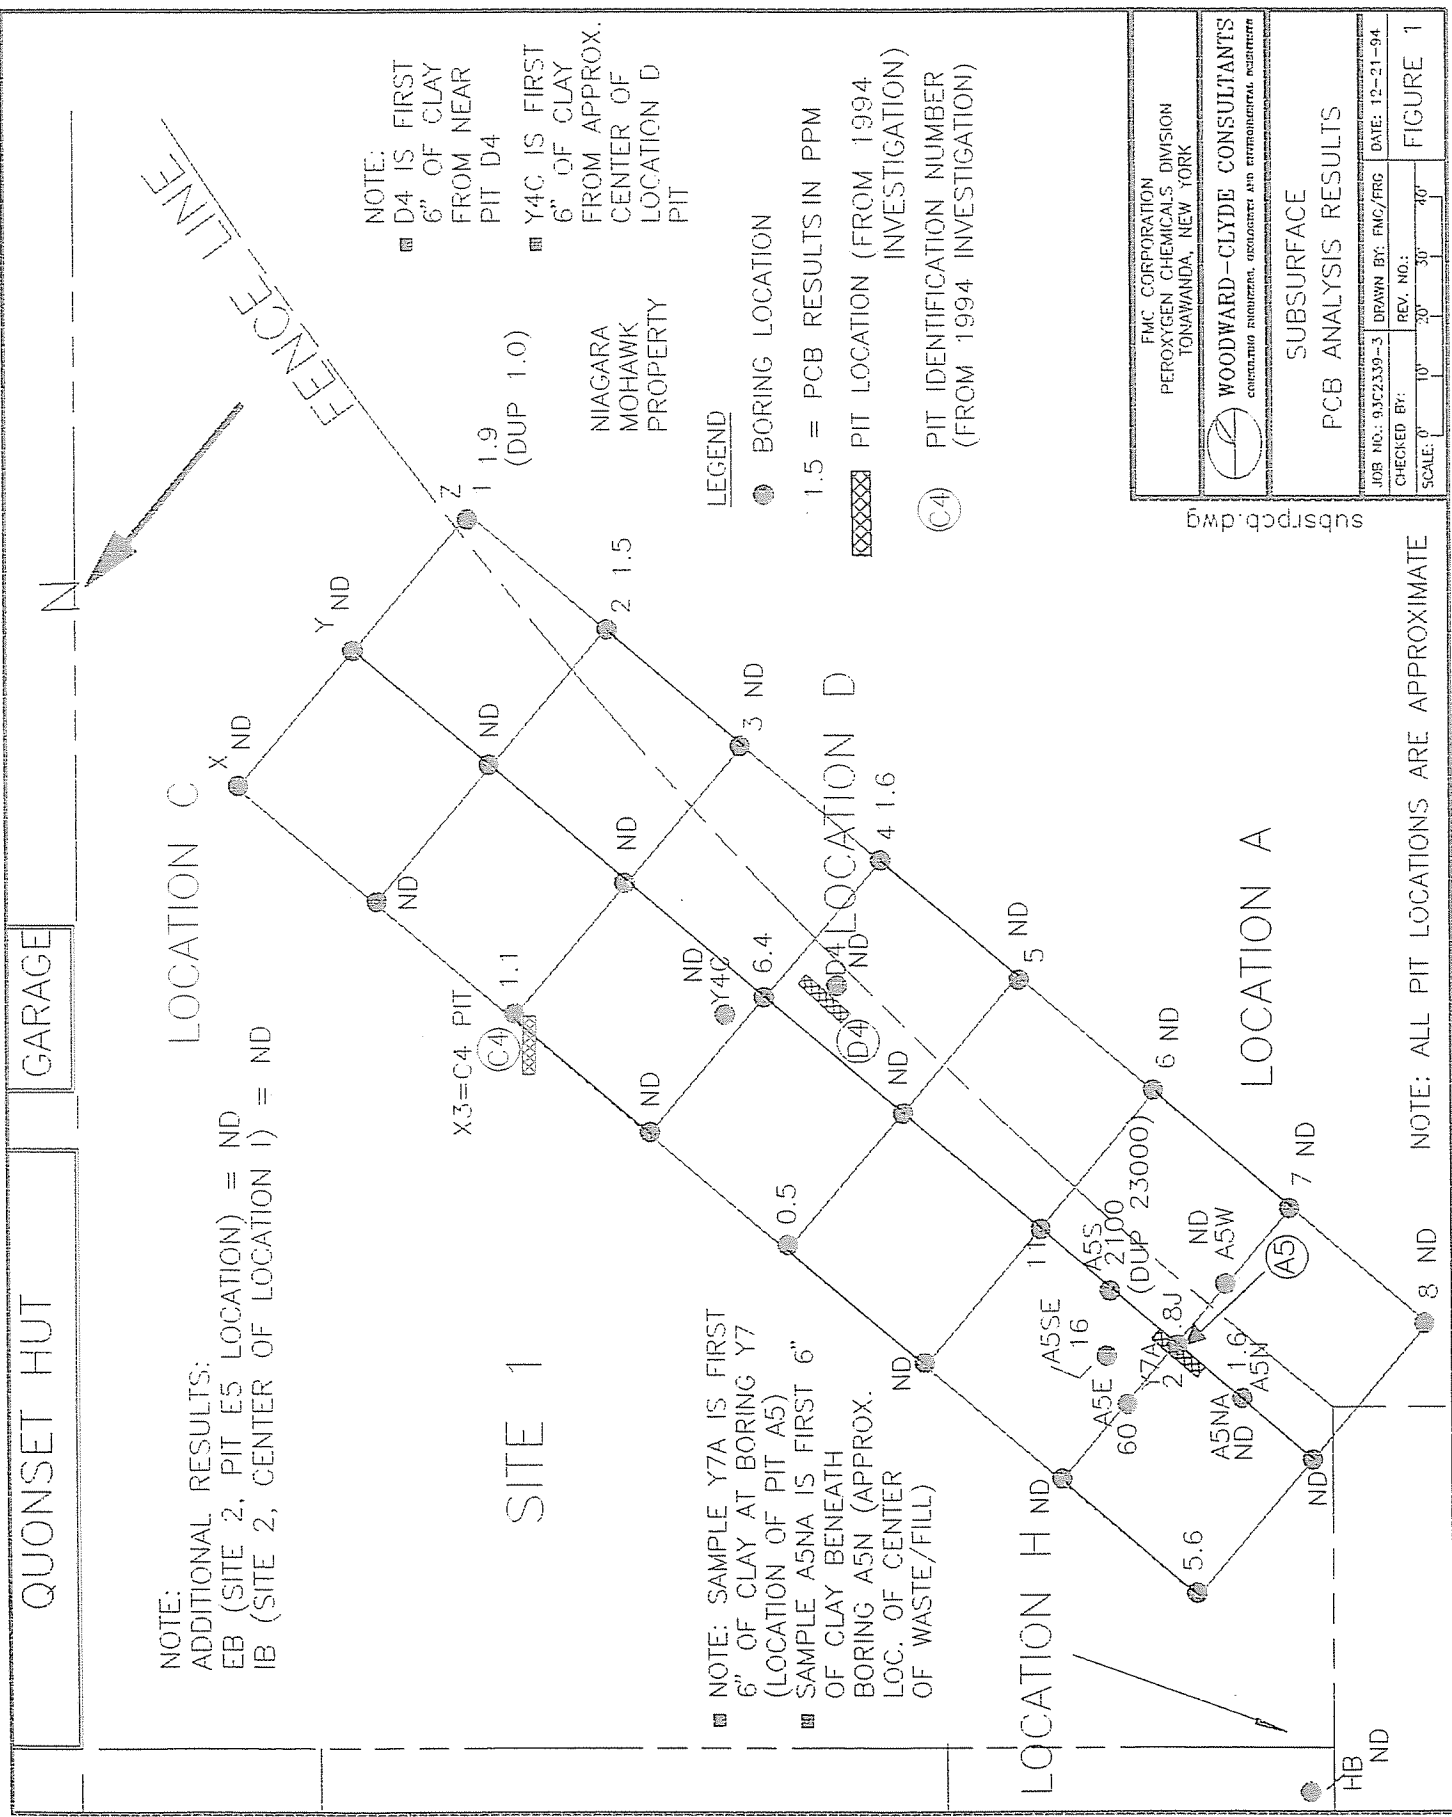 QUONSET HUT
GARAGE
N
FENCE LINE
NOTE:
ADDITIONAL RESULTS:
EB (SITE 2, PIT E5 LOCATION) = ND
IB (SITE 2, CENTER OF LOCATION I) = ND
LOCATION C
SITE 1
X
ND
Y
ND
Z
1
1.9
(DUP 1.0)
ND
ND
2 1.5
X3=C4 PIT
C4
1.1
ND
3 ND
ND
ND
Y4C
6.4
D4
ND
D4
LOCATION D
4 1.6
0.5
ND
5 ND
ND
11
6 ND
A5SE
16
A5S
2100
(DUP 23000)
A5E
60
Y7A
2
.8J
ND
A5W
A5
7 ND
ND
A5NA
ND
1.6
A5N
LOCATION A
5.6
ND
8 ND
LOCATION H
HB
ND
■ NOTE: SAMPLE Y7A IS FIRST
6" OF CLAY AT BORING Y7
(LOCATION OF PIT A5)
■ SAMPLE A5NA IS FIRST 6"
OF CLAY BENEATH
BORING A5N (APPROX.
LOC. OF CENTER
OF WASTE/FILL)
NOTE:
■ D4 IS FIRST
6" OF CLAY
FROM NEAR
PIT D4
■ Y4C IS FIRST
6" OF CLAY
FROM APPROX.
CENTER OF
LOCATION D
PIT
NIAGARA
MOHAWK
PROPERTY
LEGEND
BORING LOCATION
1.5 = PCB RESULTS IN PPM
PIT LOCATION (FROM 1994
INVESTIGATION)
C4
PIT IDENTIFICATION NUMBER
(FROM 1994 INVESTIGATION)
NOTE: ALL PIT LOCATIONS ARE APPROXIMATE
subsrpcb.dwg
FMC CORPORATION
PEROXYGEN CHEMICALS DIVISION
TONAWANDA, NEW YORK
WOODWARD-CLYDE CONSULTANTS
CONSULTING ENGINEERS, GEOLOGISTS AND ENVIRONMENTAL SCIENTISTS
SUBSURFACE
PCB ANALYSIS RESULTS
JOB NO.: 93C2339-3
DRAWN BY: FMC/FRG
DATE: 12-21-94
CHECKED BY:
REV. NO.:
FIGURE 1
SCALE: 0' 10' 20' 30' 40'